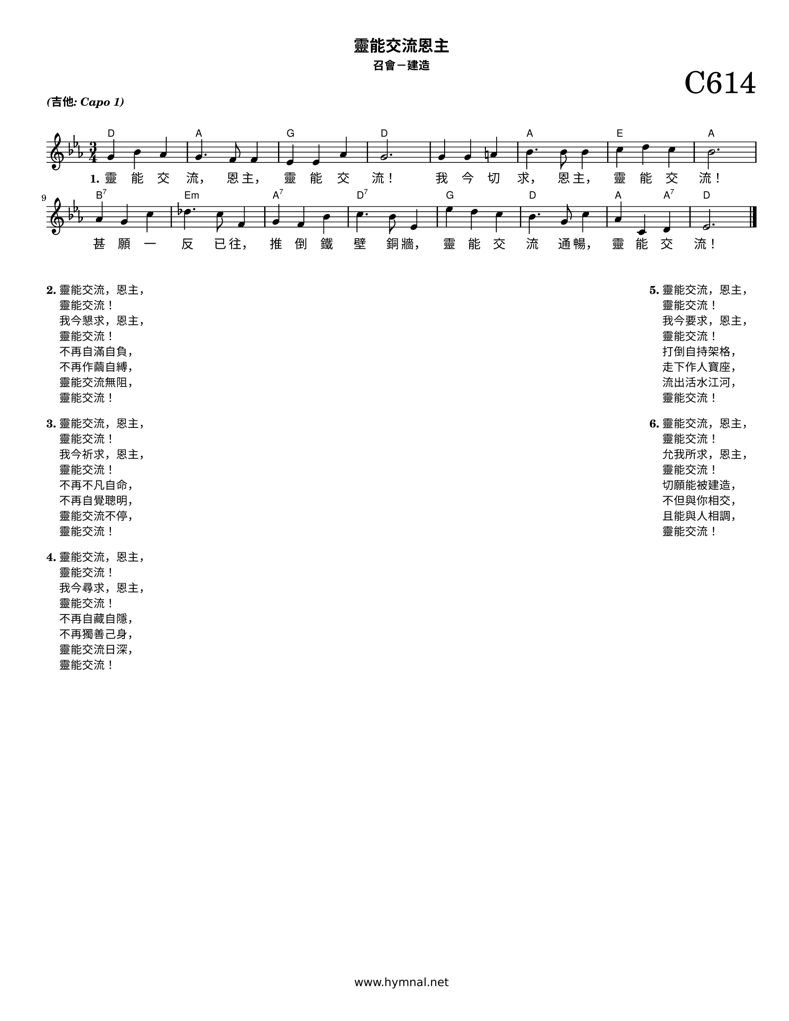 靈能交流恩主
召會－建造
C614
(吉他: Capo 1)
D A G D A E A
1. 靈 能 交 流， 恩主， 靈 能 交 流！ 我 今 切 求， 恩主， 靈 能 交 流！
9
B7 Em A7 D7 G D A A7 D
甚 願 一 反 已往， 推 倒 鐵 壁 銅牆， 靈 能 交 流 通暢， 靈 能 交 流！
2. 靈能交流，恩主，
靈能交流！
我今懇求，恩主，
靈能交流！
不再自滿自負，
不再作繭自縛，
靈能交流無阻，
靈能交流！
3. 靈能交流，恩主，
靈能交流！
我今祈求，恩主，
靈能交流！
不再不凡自命，
不再自覺聰明，
靈能交流不停，
靈能交流！
4. 靈能交流，恩主，
靈能交流！
我今尋求，恩主，
靈能交流！
不再自藏自隱，
不再獨善己身，
靈能交流日深，
靈能交流！
5. 靈能交流，恩主，
靈能交流！
我今要求，恩主，
靈能交流！
打倒自持架格，
走下作人寶座，
流出活水江河，
靈能交流！
6. 靈能交流，恩主，
靈能交流！
允我所求，恩主，
靈能交流！
切願能被建造，
不但與你相交，
且能與人相調，
靈能交流！
www.hymnal.net